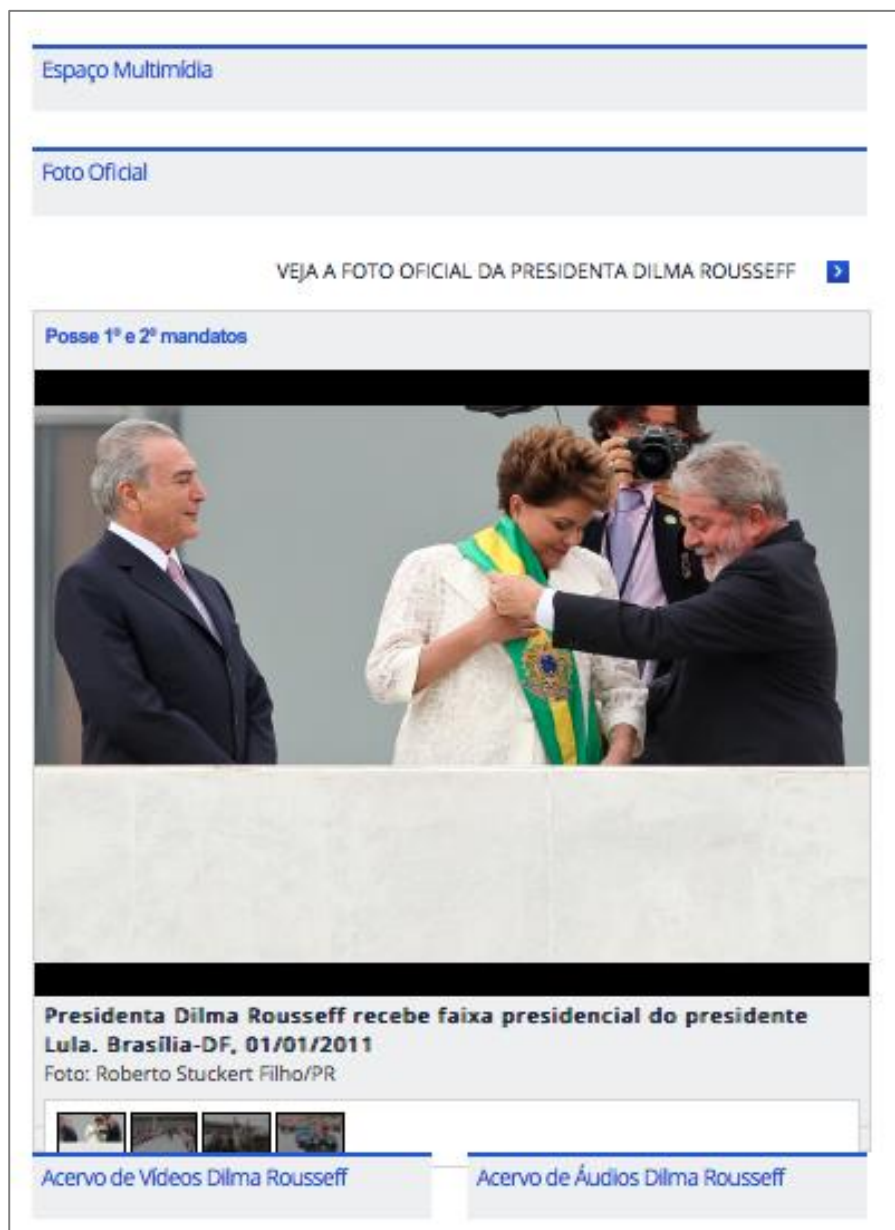 Espaço Multimídia
Foto Oficial
VEJA A FOTO OFICIAL DA PRESIDENTA DILMA ROUSSEFF
Posse 1º e 2º mandatos
Presidenta Dilma Rousseff recebe faixa presidencial do presidente
Lula. Brasília-DF, 01/01/2011
Foto: Roberto Stuckert Filho/PR
Acervo de Vídeos Dilma Rousseff
Acervo de Áudios Dilma Rousseff